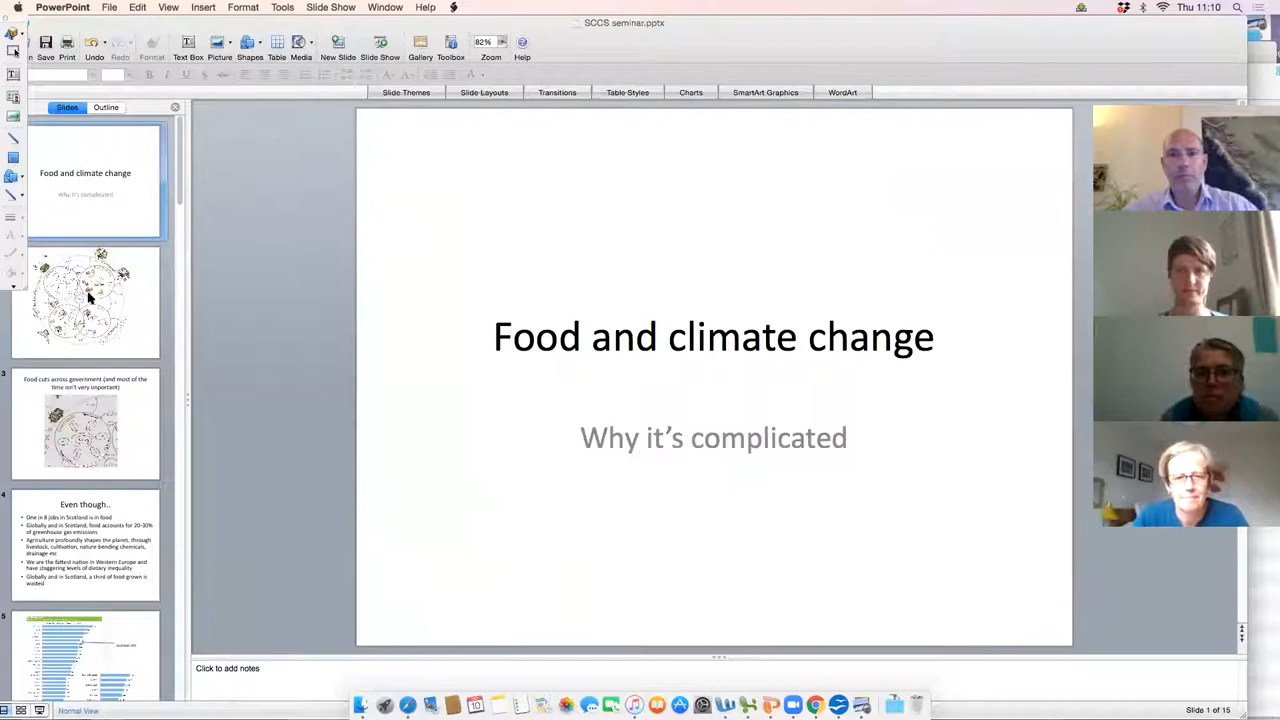 PowerPoint File Edit View Insert Format Tools Slide Show Window Help
Thu 11:10
SCCS seminar.pptx
82%
Save Print Undo Redo Format Text Box Picture Shapes Table Media New Slide Slide Show Gallery Toolbox Zoom Help
Slide Themes Slide Layouts Transitions Table Styles Charts SmartArt Graphics WordArt
Slides Outline
Food and climate change
Why it's complicated
3
Food cuts across government (and most of the
time isn't very important)
4
Even though..
• One in 8 jobs in Scotland is in food
• Globally and in Scotland, food accounts for 20-30%
of greenhouse gas emissions
• Agriculture profoundly shapes the planet, through
livestock, cultivation, nature-bending chemicals,
drainage etc
• We are the fattest nation in Western Europe and
have staggering levels of dietary inequality
• Globally and in Scotland, a third of food grown is
wasted
5
Food and climate change
Why it's complicated
Click to add notes
Normal View
10
Slide 1 of 15